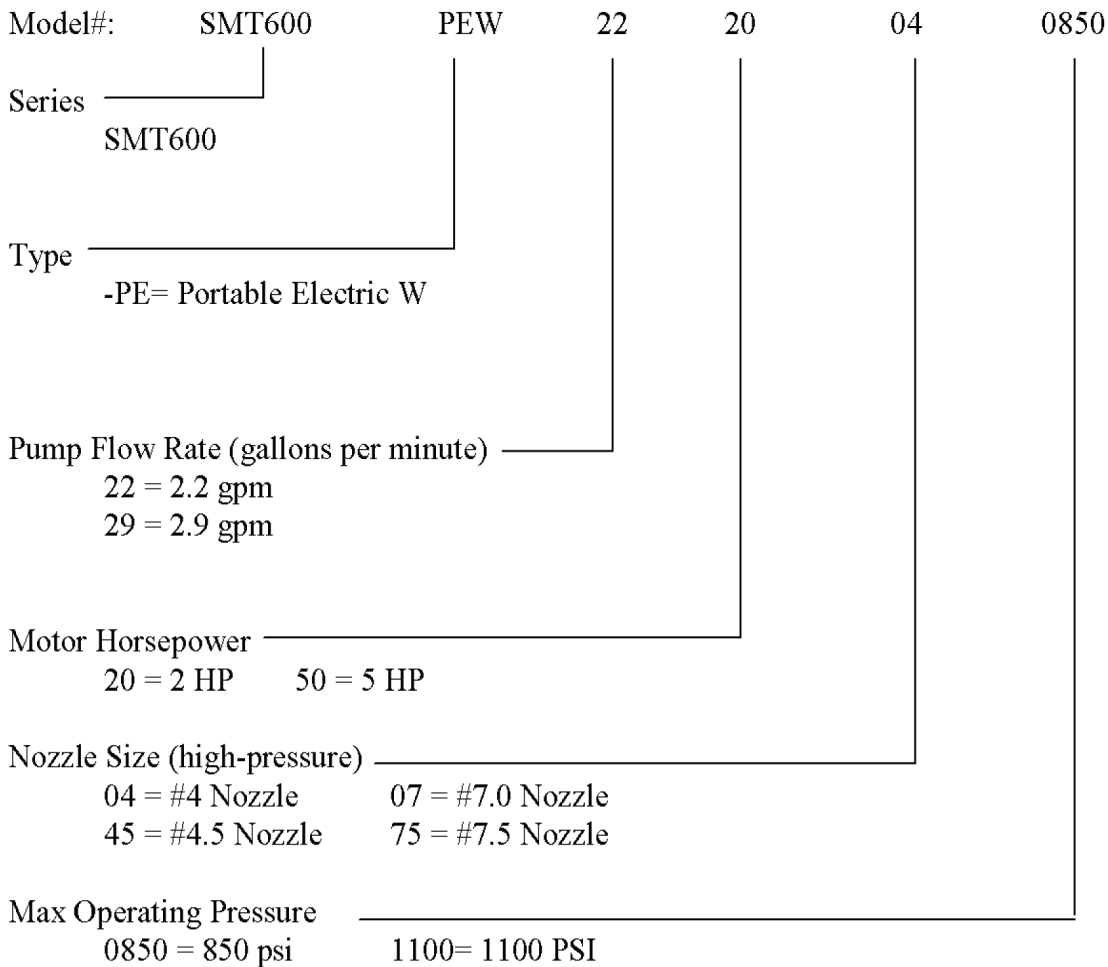 Model#: SMT600 PEW 22 20 04 0850
Series
SMT600
Type
-PE= Portable Electric W
Pump Flow Rate (gallons per minute)
22 = 2.2 gpm
29 = 2.9 gpm
Motor Horsepower
20 = 2 HP 50 = 5 HP
Nozzle Size (high-pressure)
04 = #4 Nozzle 07 = #7.0 Nozzle
45 = #4.5 Nozzle 75 = #7.5 Nozzle
Max Operating Pressure
0850 = 850 psi 1100= 1100 PSI